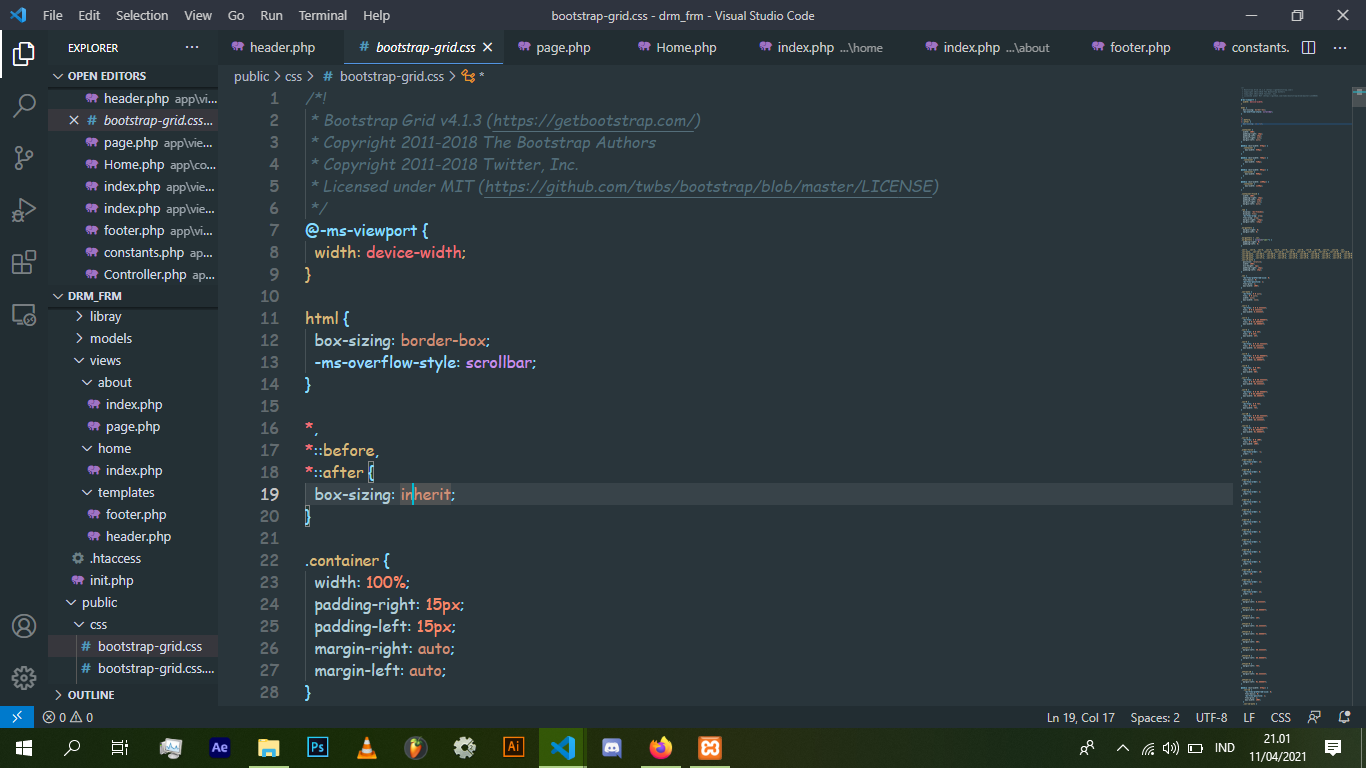 File Edit Selection View Go Run Terminal Help bootstrap-grid.css - drm_frm - Visual Studio Code
EXPLORER ···
header.php # bootstrap-grid.css × page.php Home.php index.php ...\home index.php ...\about footer.php constants. ···
OPEN EDITORS
header.php app\vi...
× # bootstrap-grid.css...
page.php app\vie...
Home.php app\co...
index.php app\vie...
index.php app\vie...
footer.php app\vi...
constants.php ap...
Controller.php ap...
DRM_FRM
libray
models
views
about
index.php
page.php
home
index.php
templates
footer.php
header.php
.htaccess
init.php
public
css
# bootstrap-grid.css
# bootstrap-grid.css....
OUTLINE
public > css > # bootstrap-grid.css > *
1 /*!
2 * Bootstrap Grid v4.1.3 (https://getbootstrap.com/)
3 * Copyright 2011-2018 The Bootstrap Authors
4 * Copyright 2011-2018 Twitter, Inc.
5 * Licensed under MIT (https://github.com/twbs/bootstrap/blob/master/LICENSE)
6 */
7 @-ms-viewport {
8 width: device-width;
9 }
10
11 html {
12 box-sizing: border-box;
13 -ms-overflow-style: scrollbar;
14 }
15
16 *,
17 *::before,
18 *::after {
19 box-sizing: inherit;
20 }
21
22 .container {
23 width: 100%;
24 padding-right: 15px;
25 padding-left: 15px;
26 margin-right: auto;
27 margin-left: auto;
28 }
0 0 Ln 19, Col 17 Spaces: 2 UTF-8 LF CSS
Ae Ps Ai IND 21.01
11/04/2021